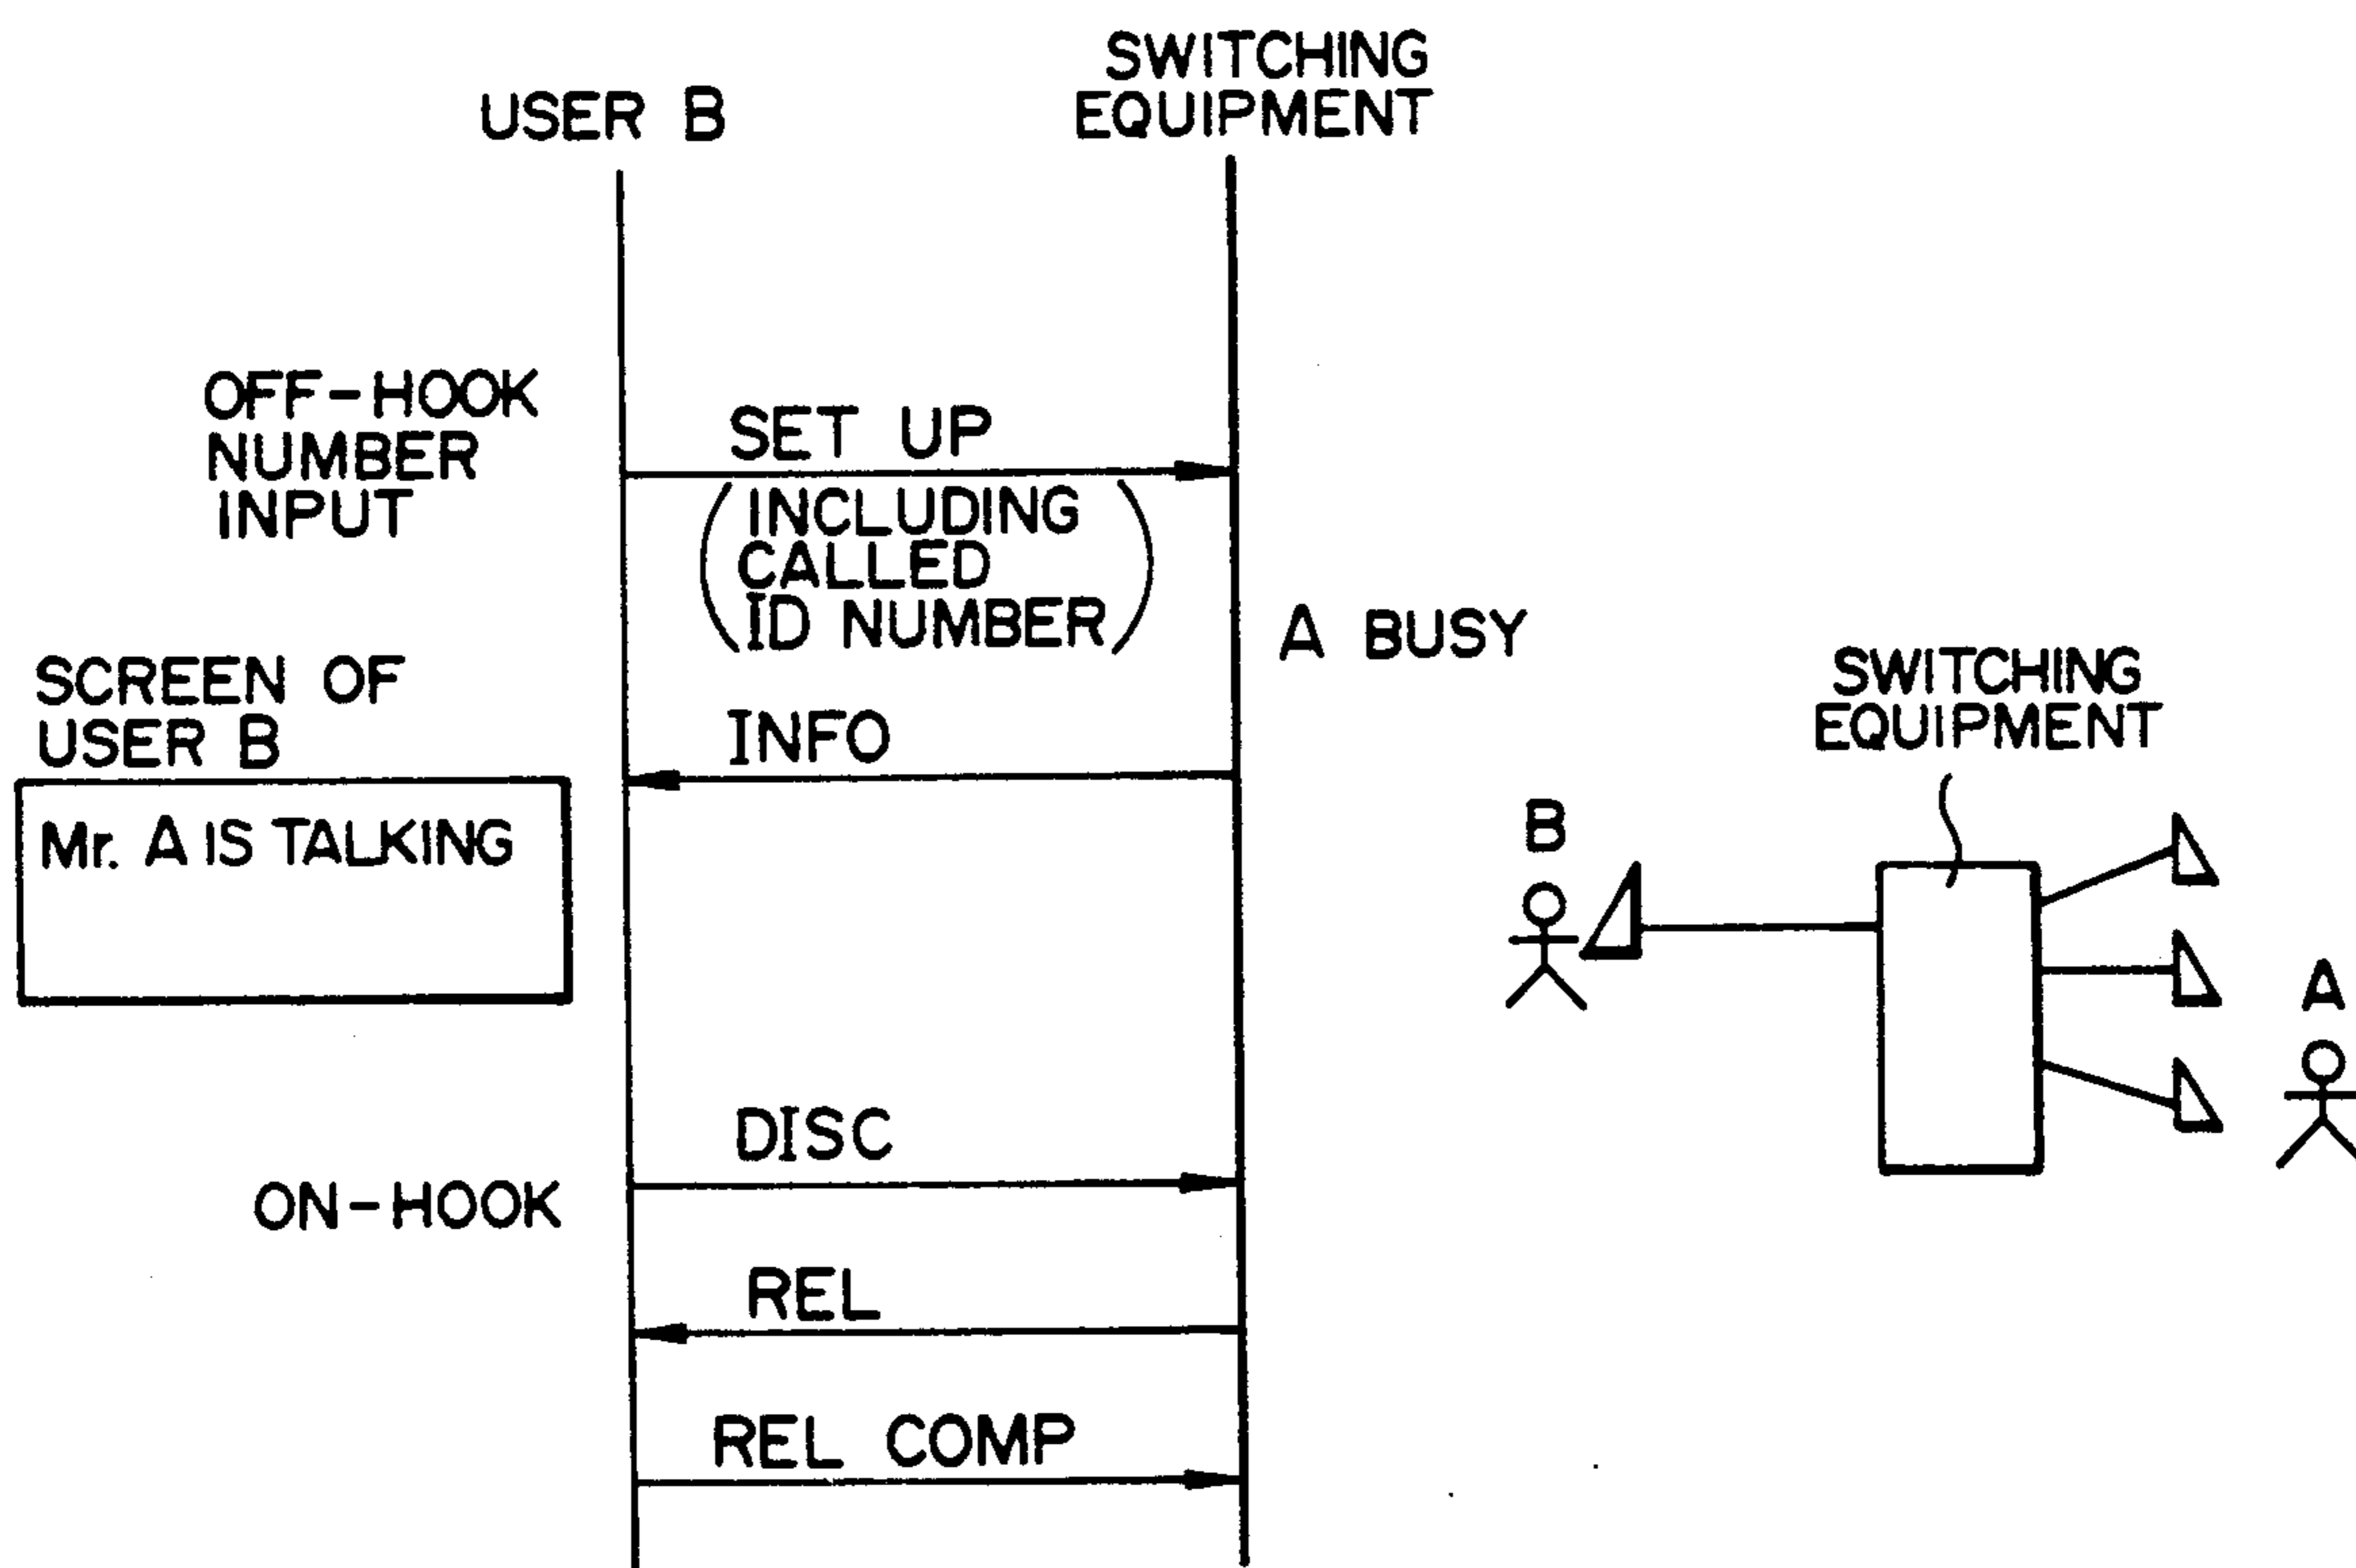 USER B
SWITCHING
EQUIPMENT
OFF-HOOK
NUMBER
INPUT
SET UP
(INCLUDING
CALLED
ID NUMBER)
A BUSY
SCREEN OF
USER B
INFO
Mr. A IS TALKING
SWITCHING
EQUIPMENT
B
A
DISC
ON-HOOK
REL
REL COMP